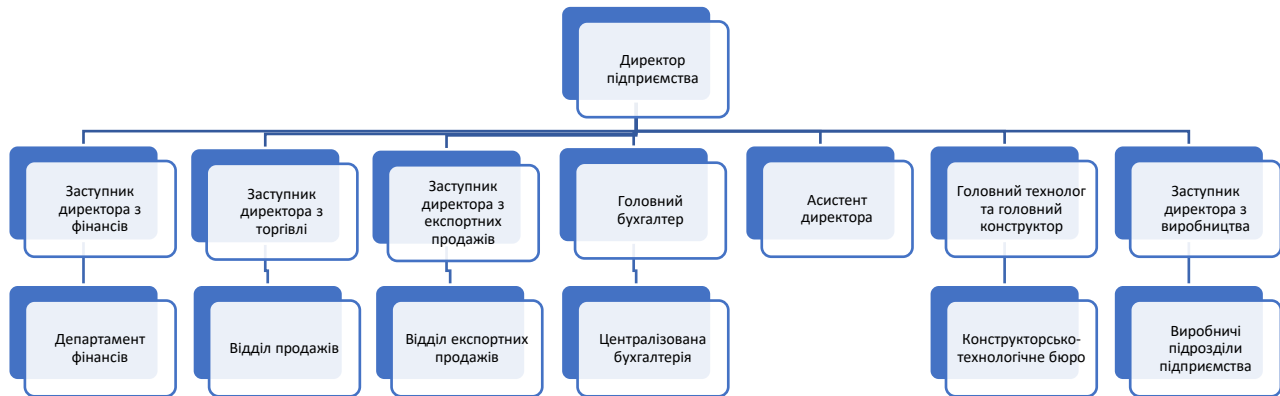 Директор
підприємства
Заступник
директора з
фінансів
Заступник
директора з
торгівлі
Заступник
директора з
експортних
продажів
Головний
бухгалтер
Асистент
директора
Головний технолог
та головний
конструктор
Заступник
директора з
виробництва
Департамент
фінансів
Відділ продажів
Відділ експортних
продажів
Централізована
бухгалтерія
Конструкторсько-
технологічне бюро
Виробничі
підрозділи
підприємства